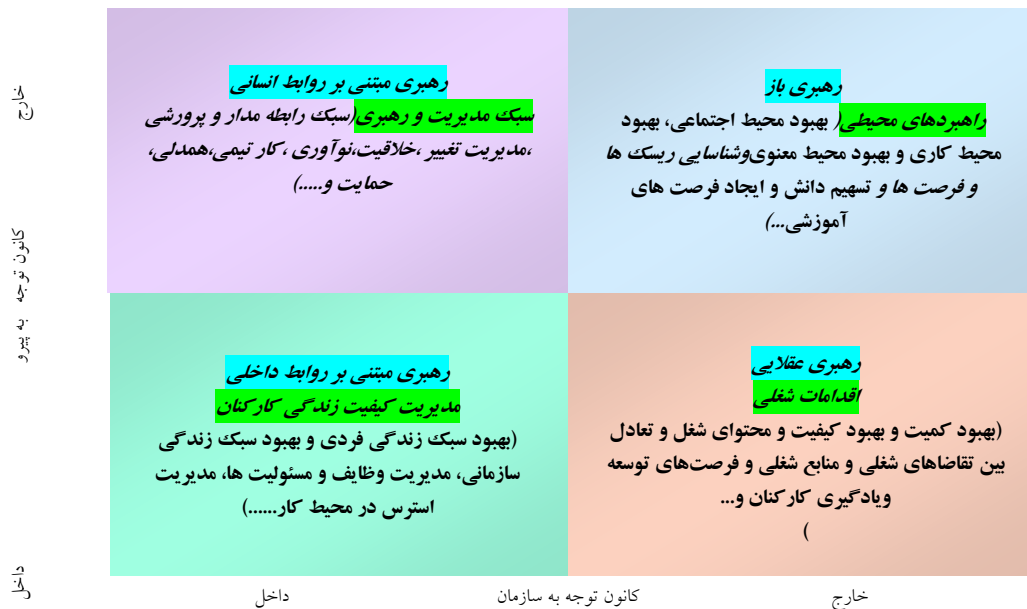 خارج
کانون توجه به پیرو
داخل
رهبری باز
راهبردهای محیطی( بهبود محیط اجتماعی، بهبود
محیط کاری و بهبود محیط معنوی وشناسایی ریسک ها
و فرصت ها و تسهیم دانش و ایجاد فرصت های
آموزشی...)
رهبری مبتنی بر روابط انسانی
سبک مدیریت و رهبری(سبک رابطه مدار و پرورشی
،مدیریت تغییر ،خلاقیت،نوآوری ،کار تیمی،همدلی،
حمایت و.....)
رهبری عقلایی
اقدامات شغلی
(بهبود کمیت و بهبود کیفیت و محتوای شغل و تعادل
بین تقاضاهای شغلی و منابع شغلی و فرصت‌های توسعه
ویادگیری کارکنان و...
)
رهبری مبتنی بر روابط داخلی
مدیریت کیفیت زندگی کارکنان
(بهبود سبک زندگی فردی و بهبود سبک زندگی
سازمانی، مدیریت وظایف و مسئولیت ها، مدیریت
استرس در محیط کار......)
خارج
کانون توجه به سازمان
داخل